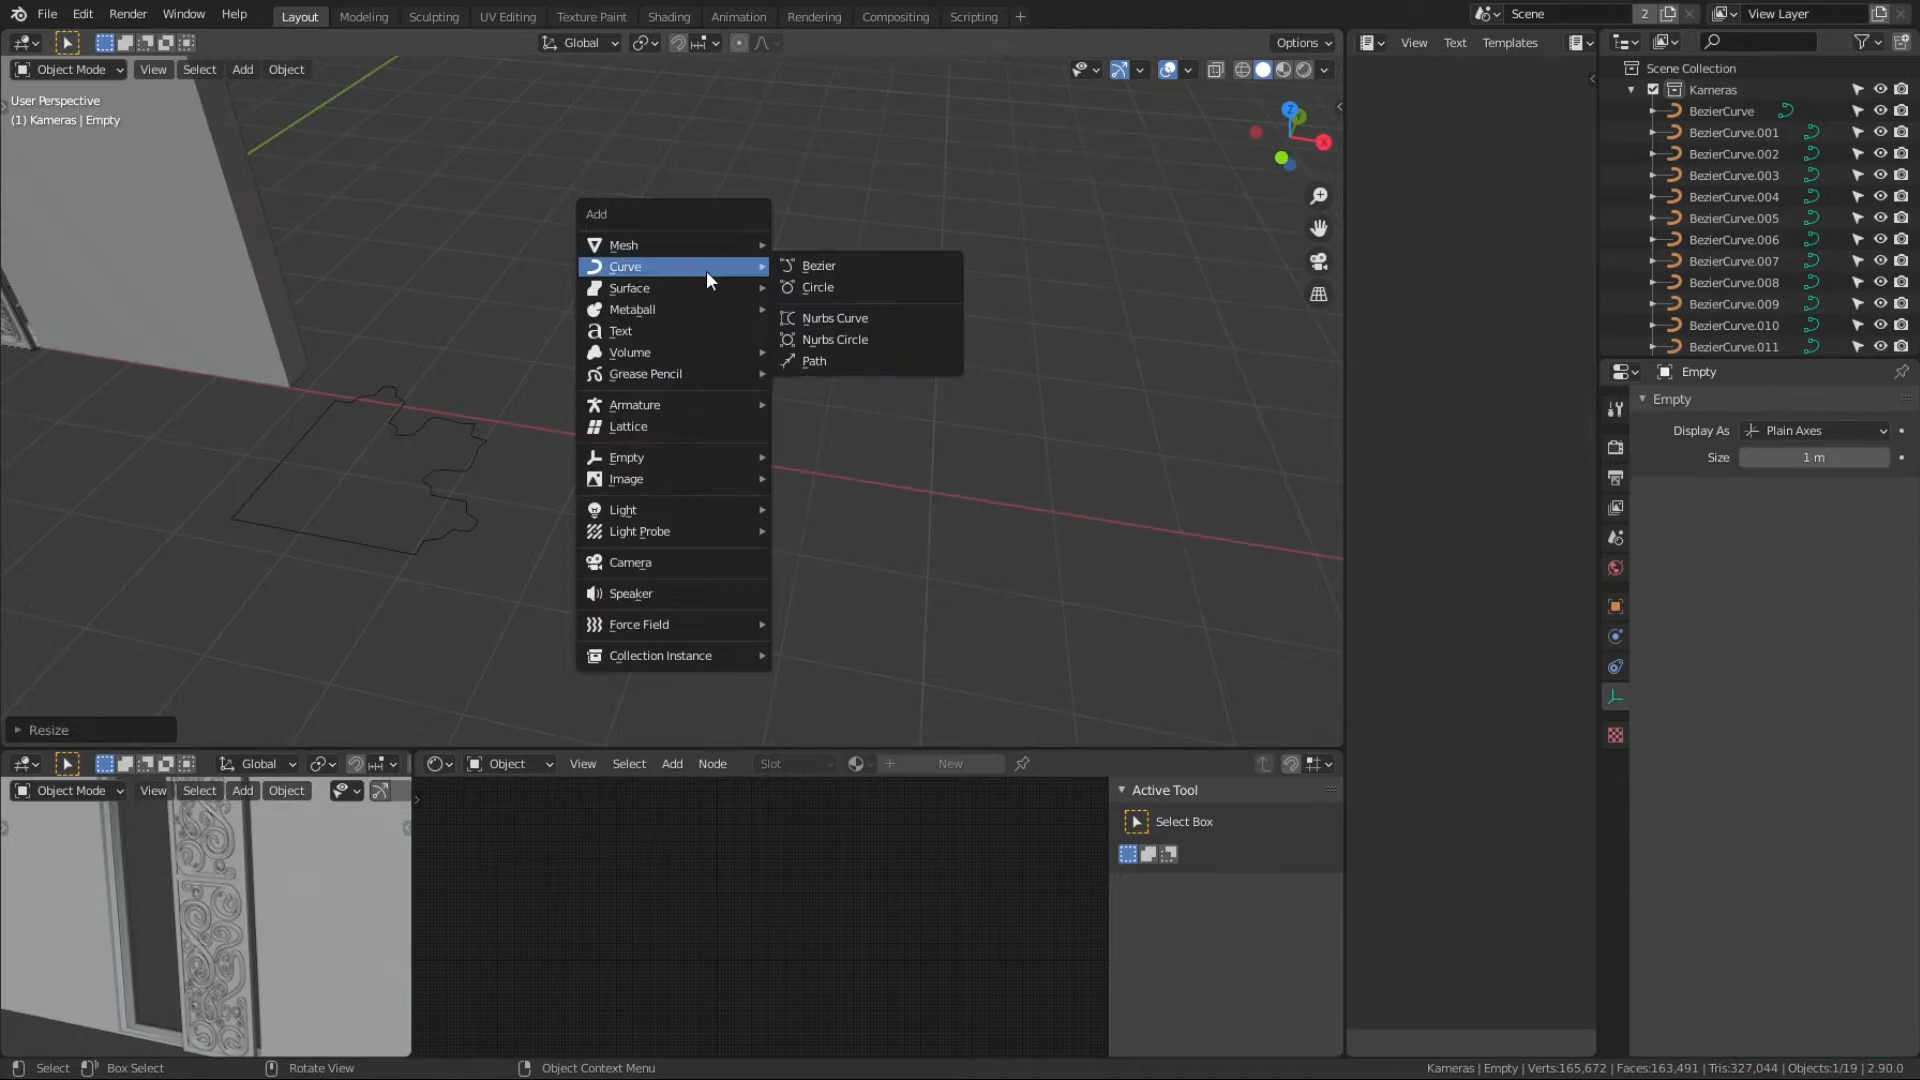 File Edit Render Window Help Layout Modeling Sculpting UV Editing Texture Paint Shading Animation Rendering Compositing Scripting + Scene 2 View Layer
Global Options View Text Templates
Object Mode View Select Add Object
User Perspective
(1) Kameras | Empty
Z
X
Add
Mesh
Curve
Surface
Metaball
Text
Volume
Grease Pencil
Armature
Lattice
Empty
Image
Light
Light Probe
Camera
Speaker
Force Field
Collection Instance
Bezier
Circle
Nurbs Curve
Nurbs Circle
Path
Resize
Scene Collection
Kameras
BezierCurve
BezierCurve.001
BezierCurve.002
BezierCurve.003
BezierCurve.004
BezierCurve.005
BezierCurve.006
BezierCurve.007
BezierCurve.008
BezierCurve.009
BezierCurve.010
BezierCurve.011
Empty
Empty
Display As Plain Axes
Size 1 m
Global
Object Mode View Select Add Object
Object View Select Add Node Slot New
Active Tool
Select Box
Select Box Select Rotate View Object Context Menu Kameras | Empty | Verts:165,672 | Faces:163,491 | Tris:327,044 | Objects:1/19 | 2.90.0